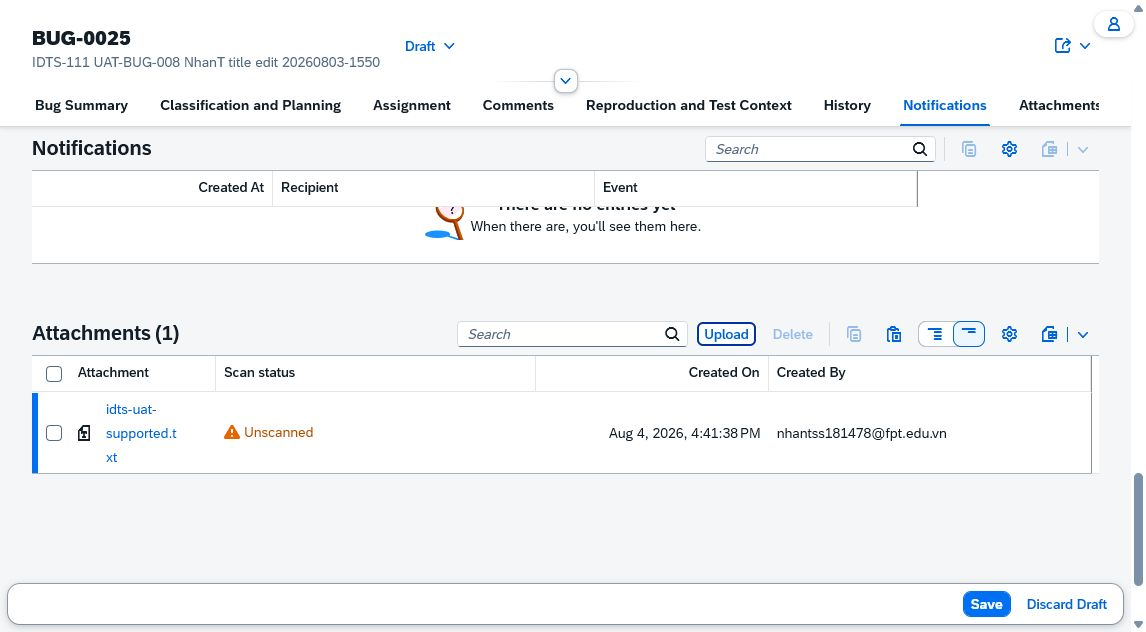 BUG-0025
IDTS-111 UAT-BUG-008 NhanT title edit 20260803-1550
Draft
Bug Summary
Classification and Planning
Assignment
Comments
Reproduction and Test Context
History
Notifications
Attachments
Notifications
Search
Created At
Recipient
Event
There are no entries yet
When there are, you'll see them here.
Attachments (1)
Search
Upload
Delete
Attachment
Scan status
Created On
Created By
idts-uat-
supported.t
xt
Unscanned
Aug 4, 2026, 4:41:38 PM
nhantss181478@fpt.edu.vn
Save
Discard Draft